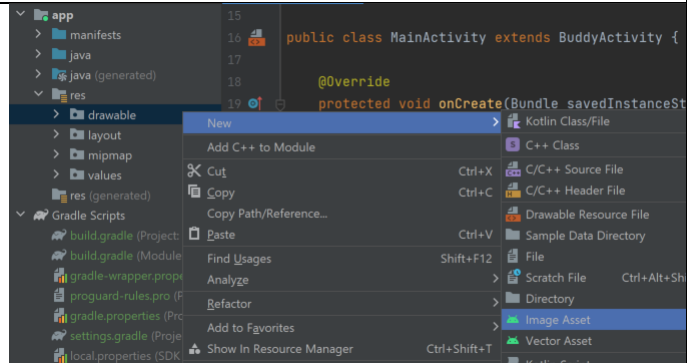 app
manifests
java
java (generated)
res
drawable
layout
mipmap
values
res (generated)
Gradle Scripts
build.gradle (Project:
build.gradle (Module
gradle-wrapper.prope
proguard-rules.pro (P
gradle.properties (Pro
settings.gradle (Proje
local.properties (SDK
15
16 public class MainActivity extends BuddyActivity {
17
18 @Override
19 protected void onCreate(Bundle savedInstanceSt
New
Add C++ to Module
Cut Ctrl+X
Copy Ctrl+C
Copy Path/Reference...
Paste Ctrl+V
Find Usages Shift+F12
Analyze
Refactor
Add to Favorites
Show In Resource Manager Ctrl+Shift+T
Kotlin Class/File
C++ Class
C/C++ Source File
C/C++ Header File
Drawable Resource File
Sample Data Directory
File
Scratch File Ctrl+Alt+Shi
Directory
Image Asset
Vector Asset